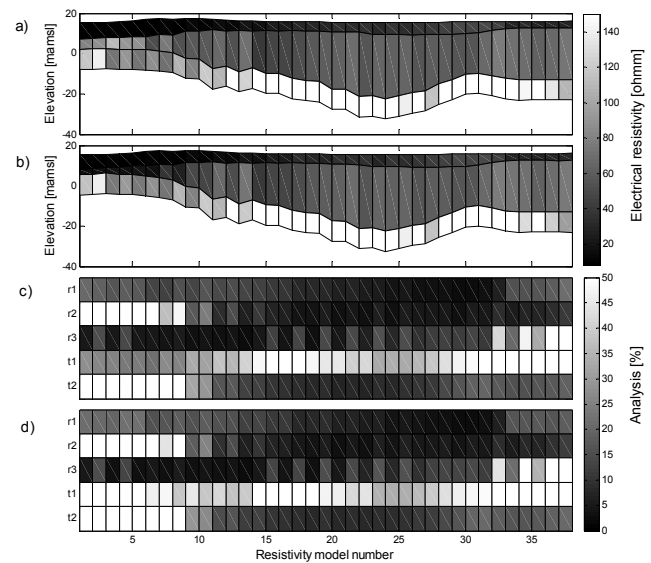 a)
Elevation [mamsl]
20
0
-20
-40
b)
Elevation [mamsl]
20
0
-20
-40
140
120
100
80
60
40
20
Electrical resistivity [ohmm]
c)
r1
r2
r3
t1
t2
d)
r1
r2
r3
t1
t2
50
45
40
35
30
25
20
15
10
5
0
Analysis [%]
5 10 15 20 25 30 35
Resistivity model number